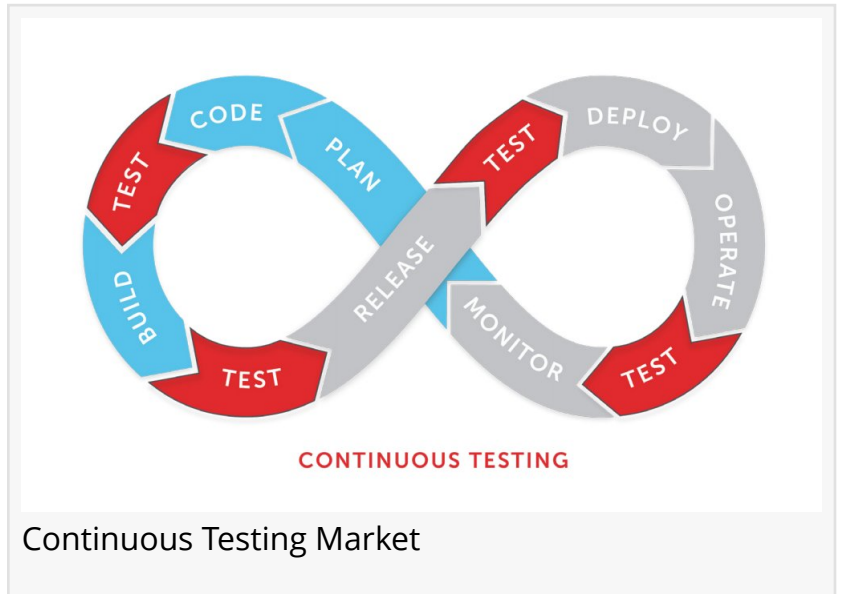 PLAN
CODE
TEST
BUILD
TEST
RELEASE
TEST
DEPLOY
OPERATE
TEST
MONITOR
CONTINUOUS TESTING
Continuous Testing Market